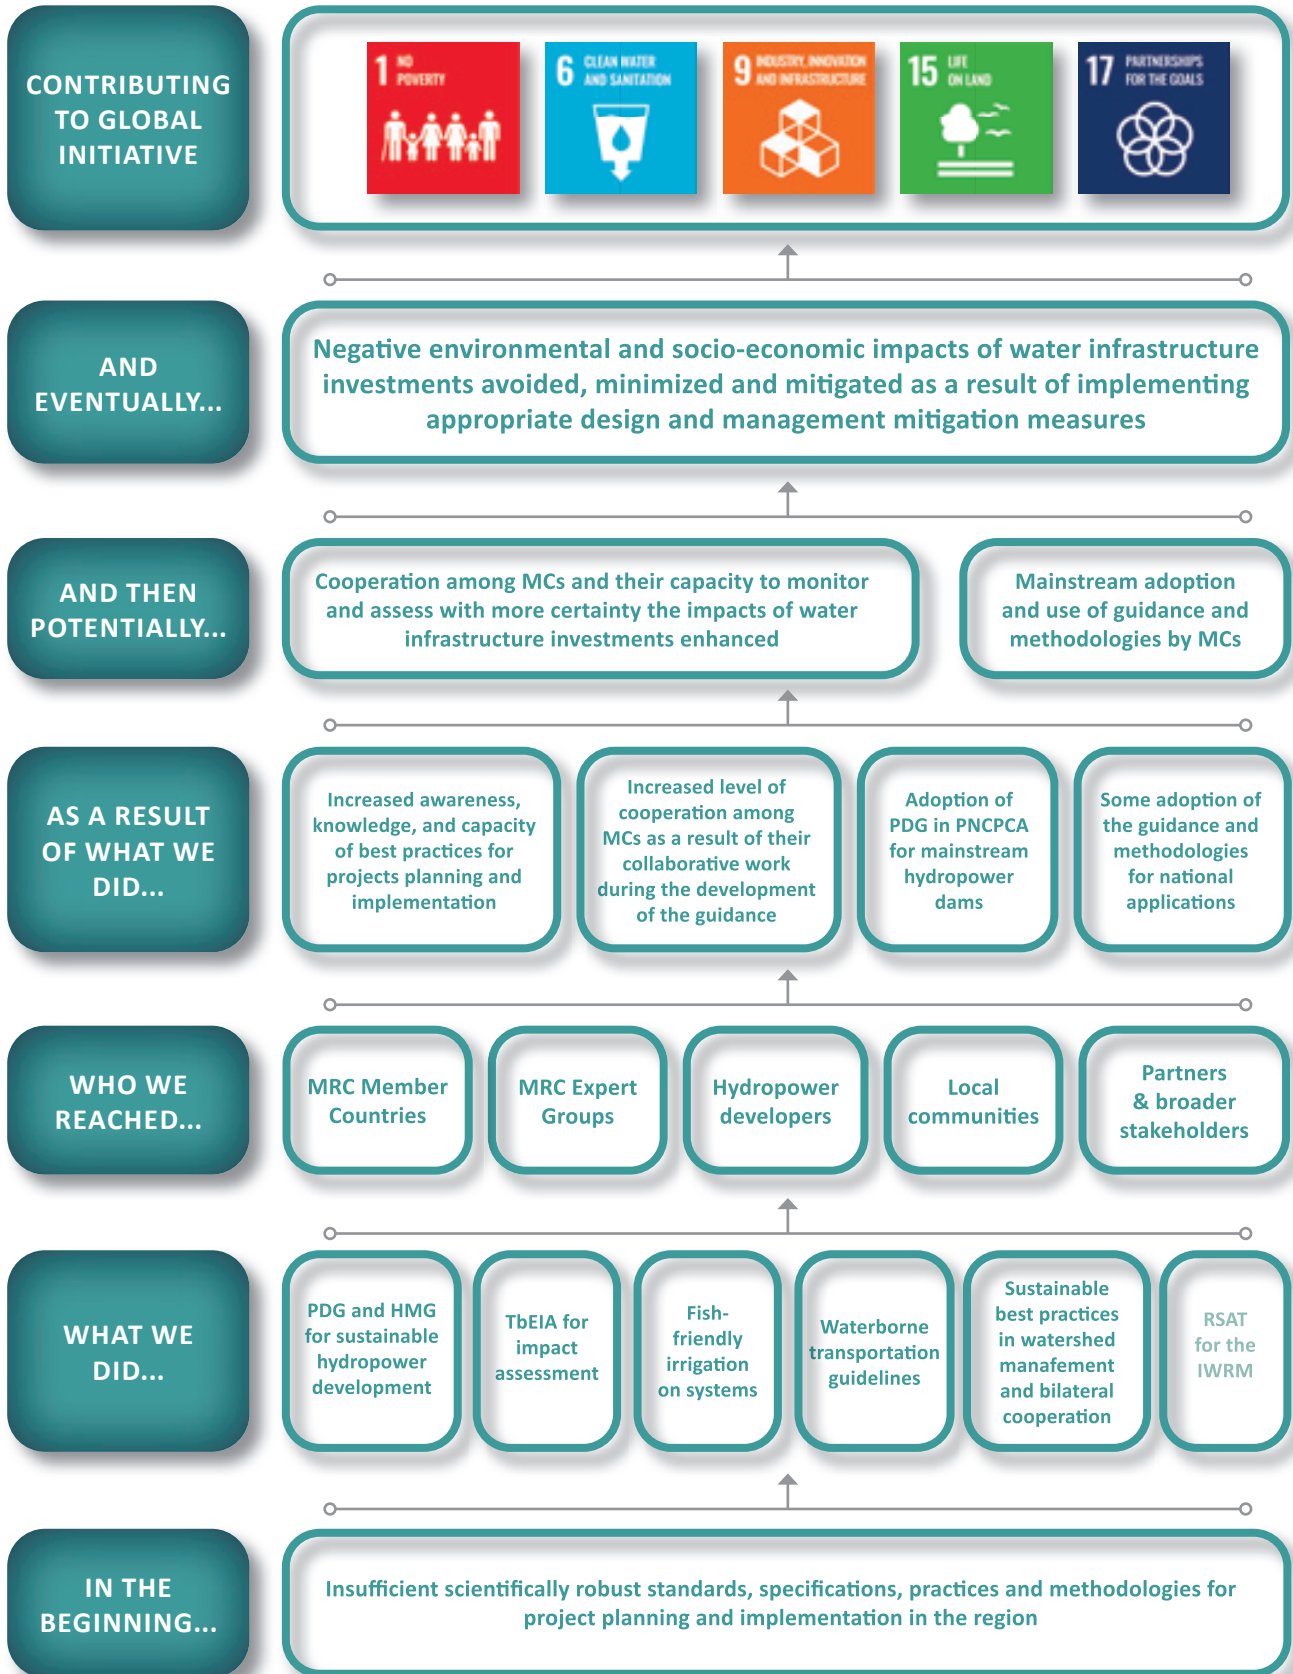 CONTRIBUTING
TO GLOBAL
INITIATIVE
1 NO
POVERTY
6 CLEAN WATER
AND SANITATION
9 INDUSTRY, INNOVATION
AND INFRASTRUCTURE
15 LIFE
ON LAND
17 PARTNERSHIPS
FOR THE GOALS
AND
EVENTUALLY...
Negative environmental and socio-economic impacts of water infrastructure
investments avoided, minimized and mitigated as a result of implementing
appropriate design and management mitigation measures
AND THEN
POTENTIALLY...
Cooperation among MCs and their capacity to monitor
and assess with more certainty the impacts of water
infrastructure investments enhanced
Mainstream adoption
and use of guidance and
methodologies by MCs
AS A RESULT
OF WHAT WE
DID...
Increased awareness,
knowledge, and capacity
of best practices for
projects planning and
implementation
Increased level of
cooperation among
MCs as a result of their
collaborative work
during the development
of the guidance
Adoption of
PDG in PNCPCA
for mainstream
hydropower
dams
Some adoption of
the guidance and
methodologies
for national
applications
WHO WE
REACHED...
MRC Member
Countries
MRC Expert
Groups
Hydropower
developers
Local
communities
Partners
& broader
stakeholders
WHAT WE
DID...
PDG and HMG
for sustainable
hydropower
development
TbEIA for
impact
assessment
Fish-
friendly
irrigation
on systems
Waterborne
transportation
guidelines
Sustainable
best practices
in watershed
manafement
and bilateral
cooperation
RSAT
for the
IWRM
IN THE
BEGINNING...
Insufficient scientifically robust standards, specifications, practices and methodologies for
project planning and implementation in the region